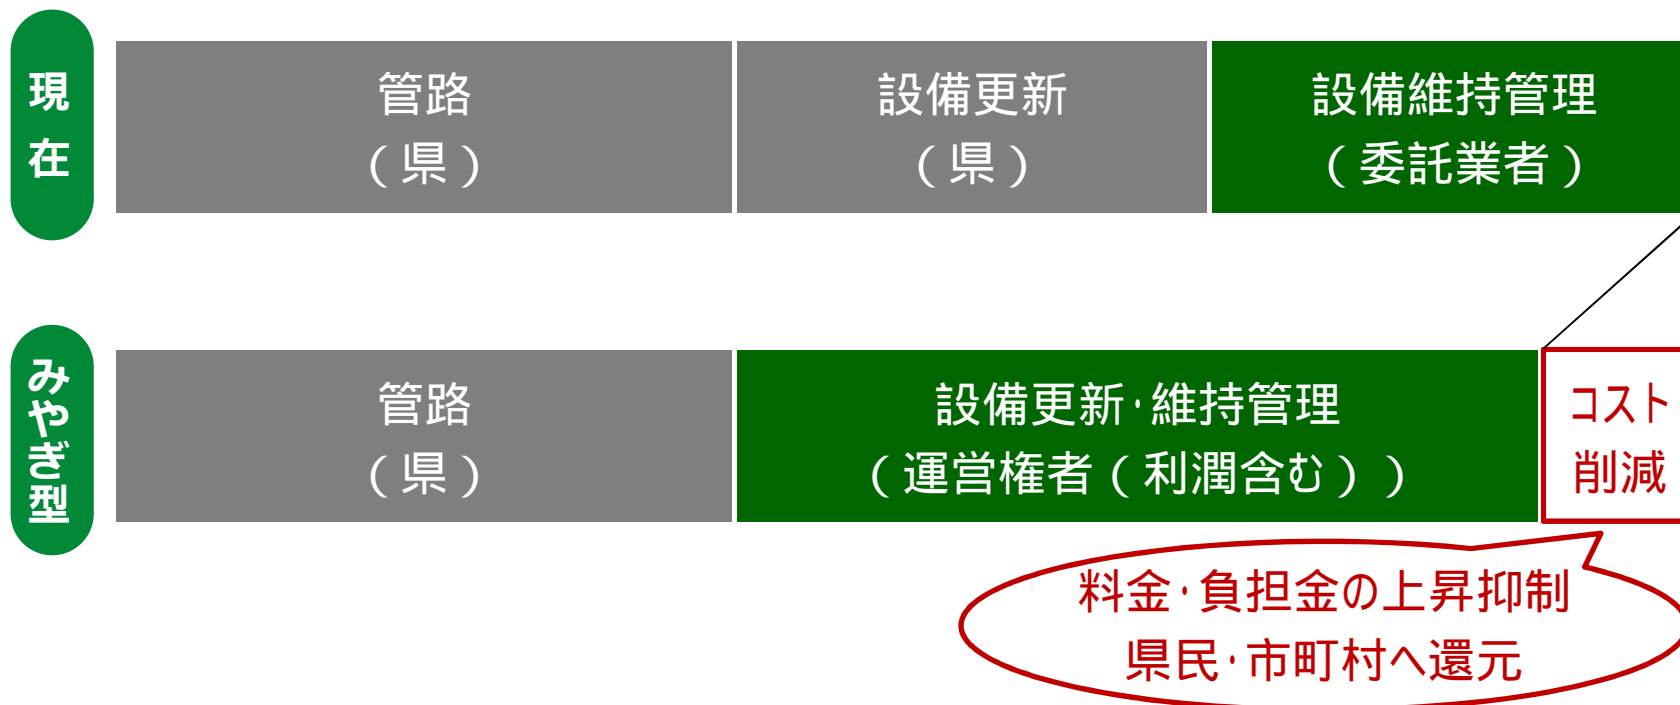 現在
管路
（県）
設備更新
（県）
設備維持管理
（委託業者）
みやぎ型
管路
（県）
設備更新・維持管理
（運営権者（利潤含む））
コスト
削減
料金・負担金の上昇抑制
県民・市町村へ還元